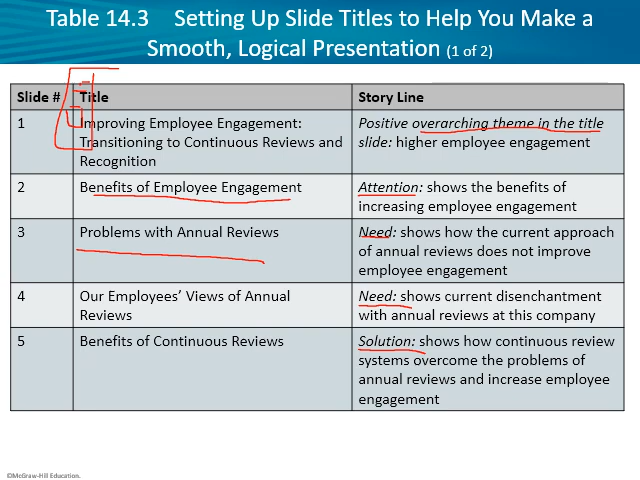 Table 14.3 Setting Up Slide Titles to Help You Make a
Smooth, Logical Presentation (1 of 2)
Slide # Title Story Line
1 Improving Employee Engagement: Positive overarching theme in the title
Transitioning to Continuous Reviews and slide: higher employee engagement
Recognition
2 Benefits of Employee Engagement Attention: shows the benefits of
increasing employee engagement
3 Problems with Annual Reviews Need: shows how the current approach
of annual reviews does not improve
employee engagement
4 Our Employees’ Views of Annual Need: shows current disenchantment
Reviews with annual reviews at this company
5 Benefits of Continuous Reviews Solution: shows how continuous review
systems overcome the problems of
annual reviews and increase employee
engagement
©McGraw-Hill Education.